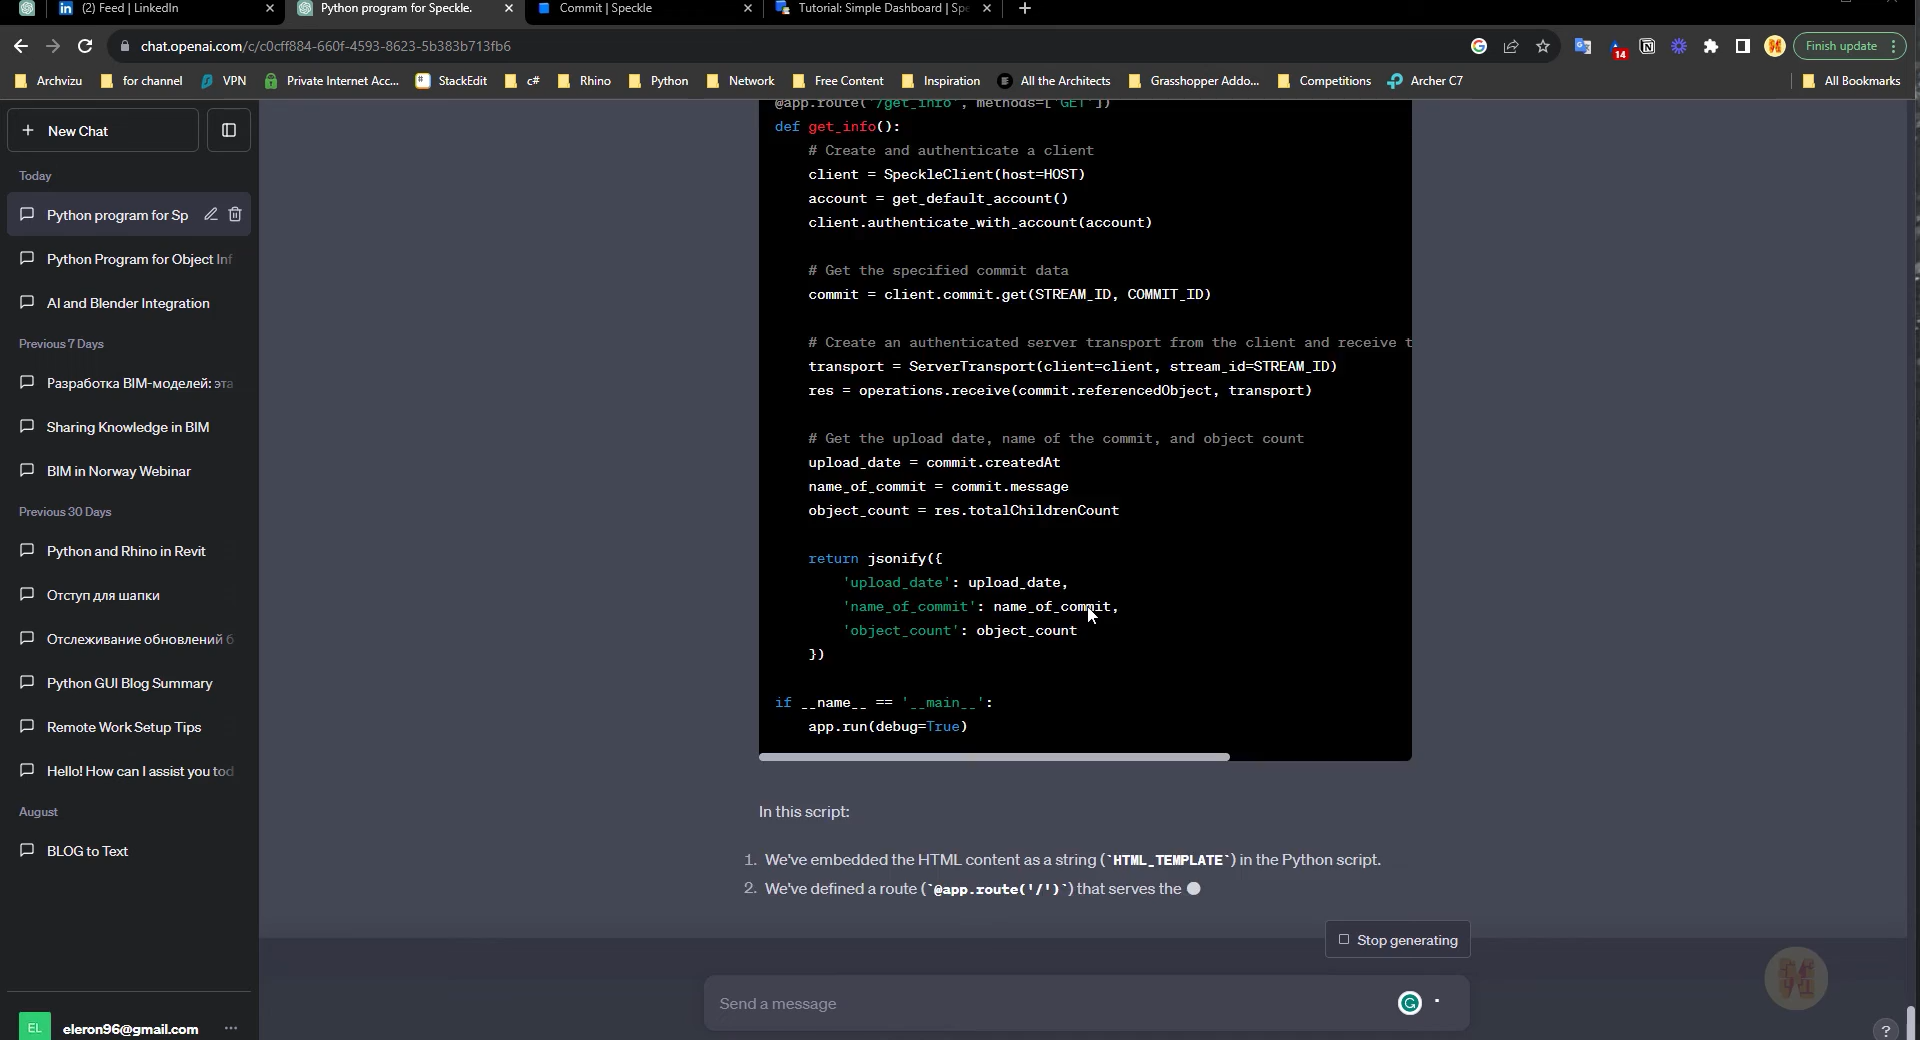 (2) Feed | LinkedIn
Python program for Speckle.
Commit | Speckle
Tutorial: Simple Dashboard | Spe
chat.openai.com/c/c0cff884-660f-4593-8623-5b383b713fb6
14
Finish update
Archvizu
for channel
VPN
Private Internet Acc...
StackEdit
c#
Rhino
Python
Network
Free Content
Inspiration
All the Architects
Grasshopper Addo...
Competitions
Archer C7
All Bookmarks
New Chat
Today
Python program for Sp
Python Program for Object Inf
AI and Blender Integration
Previous 7 Days
Разработка BIM-моделей: эта
Sharing Knowledge in BIM
BIM in Norway Webinar
Previous 30 Days
Python and Rhino in Revit
Отступ для шапки
Отслеживание обновлений б
Python GUI Blog Summary
Remote Work Setup Tips
Hello! How can I assist you tod
August
BLOG to Text
EL
eleron96@gmail.com
@app.route('/get_info', methods=['GET'])
def get_info():
# Create and authenticate a client
client = SpeckleClient(host=HOST)
account = get_default_account()
client.authenticate_with_account(account)
# Get the specified commit data
commit = client.commit.get(STREAM_ID, COMMIT_ID)
# Create an authenticated server transport from the client and receive t
transport = ServerTransport(client=client, stream_id=STREAM_ID)
res = operations.receive(commit.referencedObject, transport)
# Get the upload date, name of the commit, and object count
upload_date = commit.createdAt
name_of_commit = commit.message
object_count = res.totalChildrenCount
return jsonify({
'upload_date': upload_date,
'name_of_commit': name_of_commit,
'object_count': object_count
})
if __name__ == '__main__':
app.run(debug=True)
In this script:
1. We've embedded the HTML content as a string (`HTML_TEMPLATE`) in the Python script.
2. We've defined a route (`@app.route('/')`) that serves the
Stop generating
Send a message
?